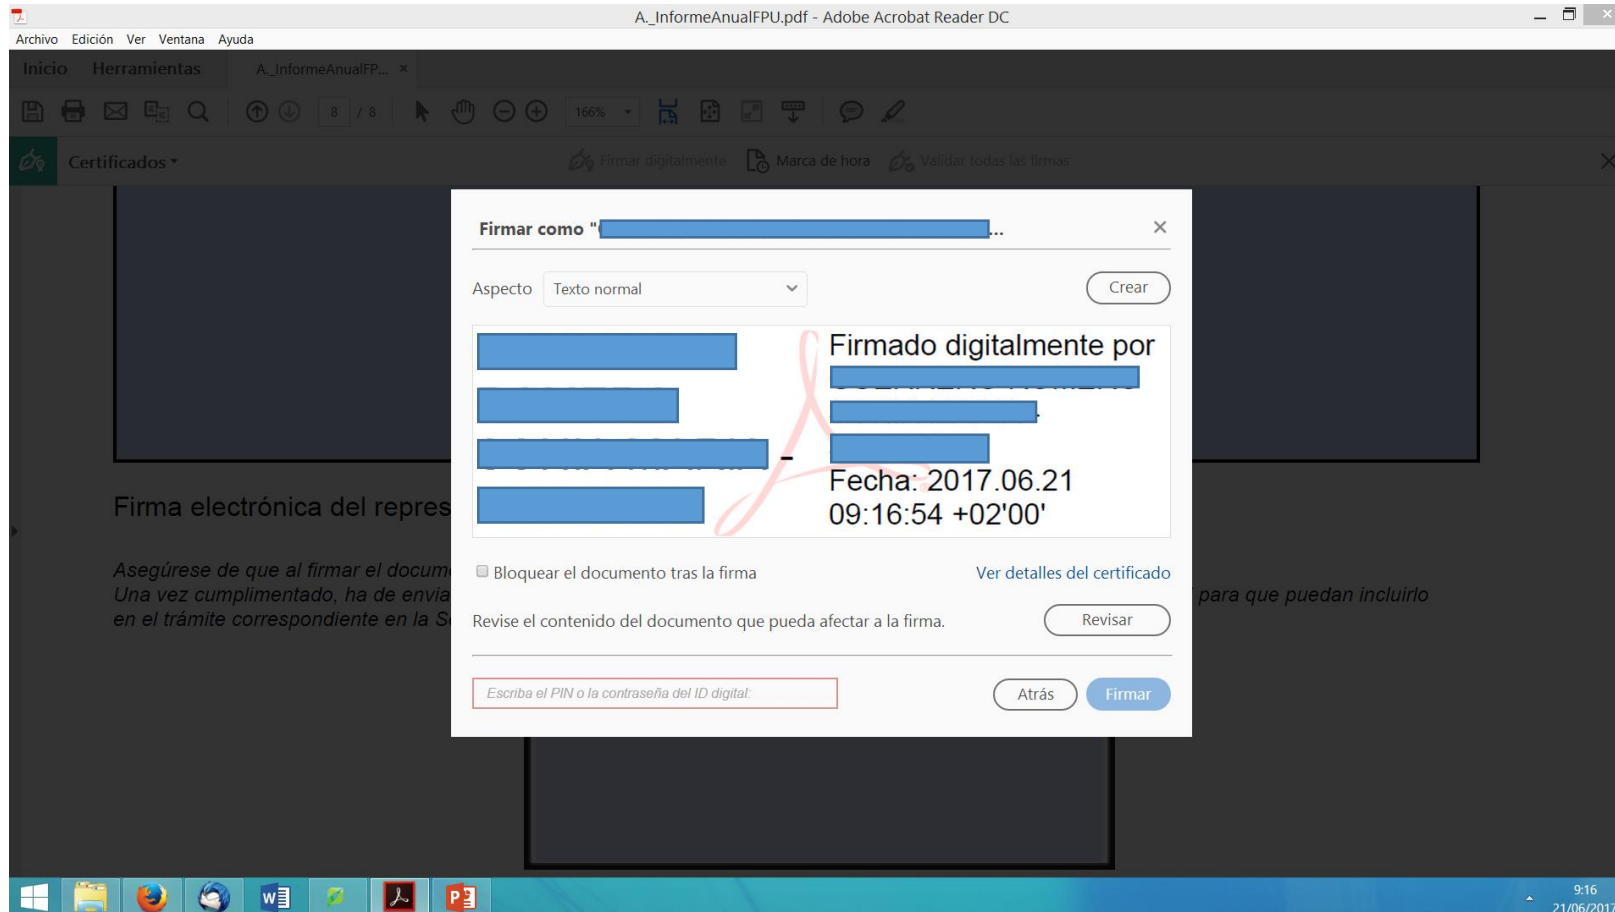 A._InformeAnualFPU.pdf - Adobe Acrobat Reader DC
Archivo Edición Ver Ventana Ayuda
Inicio Herramientas A._InformeAnualFP... ×
8 / 8 166%
Certificados Firmar digitalmente Marca de hora Validar todas las firmas
Firmar como " ...
Aspecto Texto normal Crear
Firmado digitalmente por
-
Fecha: 2017.06.21
09:16:54 +02'00'
Firma electrónica del repres
Bloquear el documento tras la firma Ver detalles del certificado
Asegúrese de que al firmar el docum
Una vez cumplimentado, ha de envia para que puedan incluirlo
en el trámite correspondiente en la S
Revise el contenido del documento que pueda afectar a la firma. Revisar
Escriba el PIN o la contraseña del ID digital: Atrás Firmar
9:16
21/06/2017